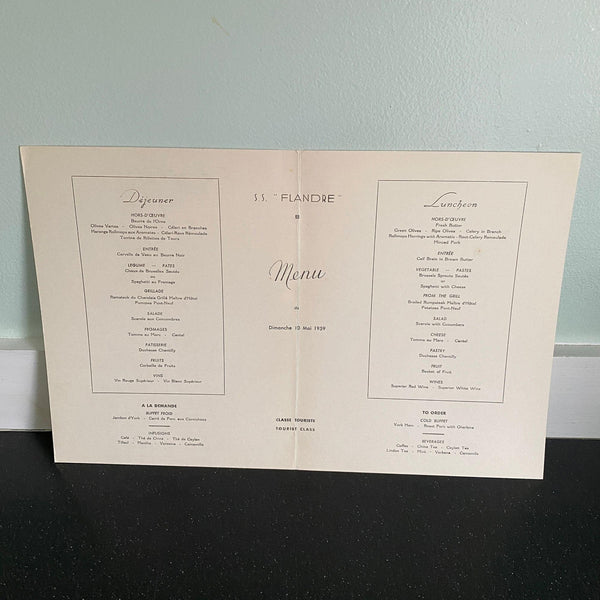 Déjeuner
HORS-D'ŒUVRE
Beurre de l'Orne
Olives Vertes - Olives Noires - Céleri en Branches
Harengs Rollmops aux Aromates - Céleri-Rave Rémoulade
Terrine de Rillettes de Tours
ENTRÉE
Cervelle de Veau au Beurre Noir
LEGUME — PATES
Choux de Bruxelles Sautés
ou
Spaghetti au Fromage
GRILLADE
Rumsteck du Charolais Grillé Maître d'Hôtel
Pommes Pont-Neuf
SALADE
Scarole aux Concombres
FROMAGES
Tomme au Marc - Cantal
PATISSERIE
Duchesse Chantilly
FRUITS
Corbeille de Fruits
VINS
Vin Rouge Supérieur - Vin Blanc Supérieur
A LA DEMANDE
BUFFET FROID
Jambon d'York - Carré de Porc aux Cornichons
INFUSIONS
Café - Thé de Chine - Thé de Ceylan
Tilleul - Menthe - Verveine - Camomille
S.S. "FLANDRE"
Menu
du
Dimanche 10 Mai 1959
CLASSE TOURISTE
TOURIST CLASS
Luncheon
HORS-D'ŒUVRE
Fresh Butter
Green Olives - Ripe Olives - Celery in Branch
Rollmops Herrings with Aromatic - Root-Celery Remoulade
Minced Pork
ENTRÉE
Calf Brain in Brown Butter
VEGETABLE — PASTES
Brussels Sprouts Sautés
or
Spaghetti with Cheese
FROM THE GRILL
Broiled Rumpsteak Maître d'Hôtel
Potatoes Pont-Neuf
SALAD
Scarole with Cucumbers
CHEESE
Tomme au Marc - Cantal
PASTRY
Duchesse Chantilly
FRUIT
Basket of Fruit
WINES
Superior Red Wine - Superior White Wine
TO ORDER
COLD BUFFET
York Ham - Roast Pork with Gherkins
BEVERAGES
Coffee - China Tea - Ceylon Tea
Linden Tea - Mint - Verbena - Camomile